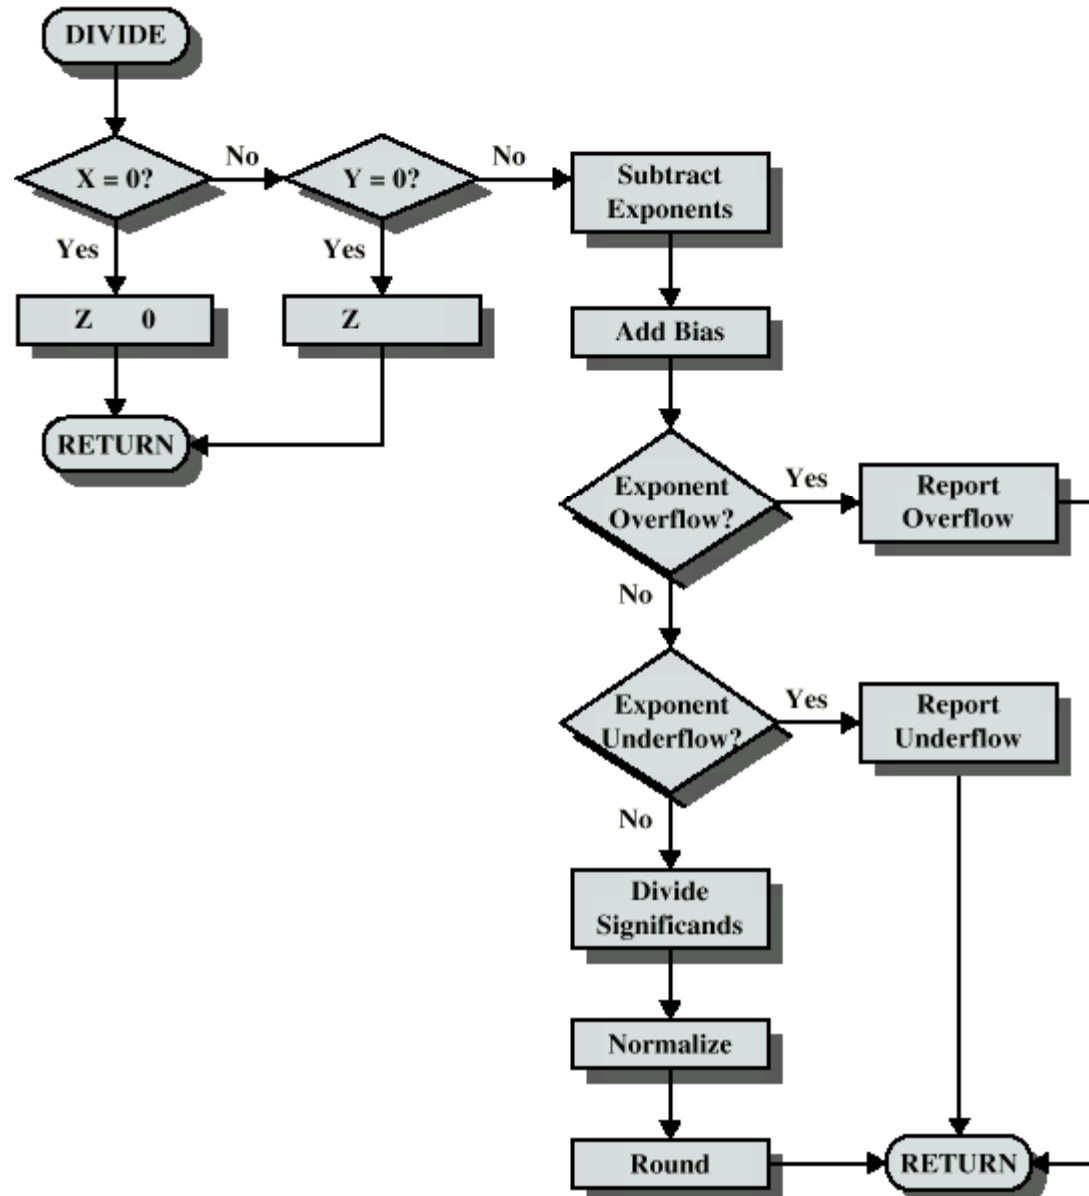 DIVIDE
X = 0?
No
Y = 0?
No
Subtract
Exponents
Yes
Yes
Z 0
Z
Add Bias
RETURN
Exponent
Overflow?
Yes
Report
Overflow
No
Exponent
Underflow?
Yes
Report
Underflow
No
Divide
Significands
Normalize
Round
RETURN